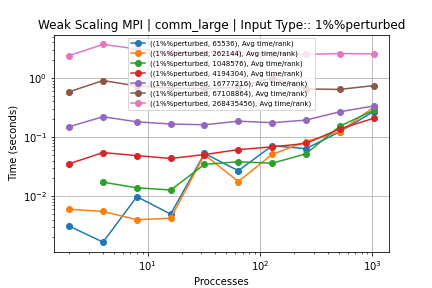 Weak Scaling MPI | comm_large | Input Type:: 1%%perturbed
((1%%perturbed, 65536), Avg time/rank)
((1%%perturbed, 262144), Avg time/rank)
((1%%perturbed, 1048576), Avg time/rank)
((1%%perturbed, 4194304), Avg time/rank)
((1%%perturbed, 16777216), Avg time/rank)
((1%%perturbed, 67108864), Avg time/rank)
((1%%perturbed, 268435456), Avg time/rank)
Time (seconds)
10⁰
10⁻¹
10⁻²
10¹
10²
10³
Proccesses